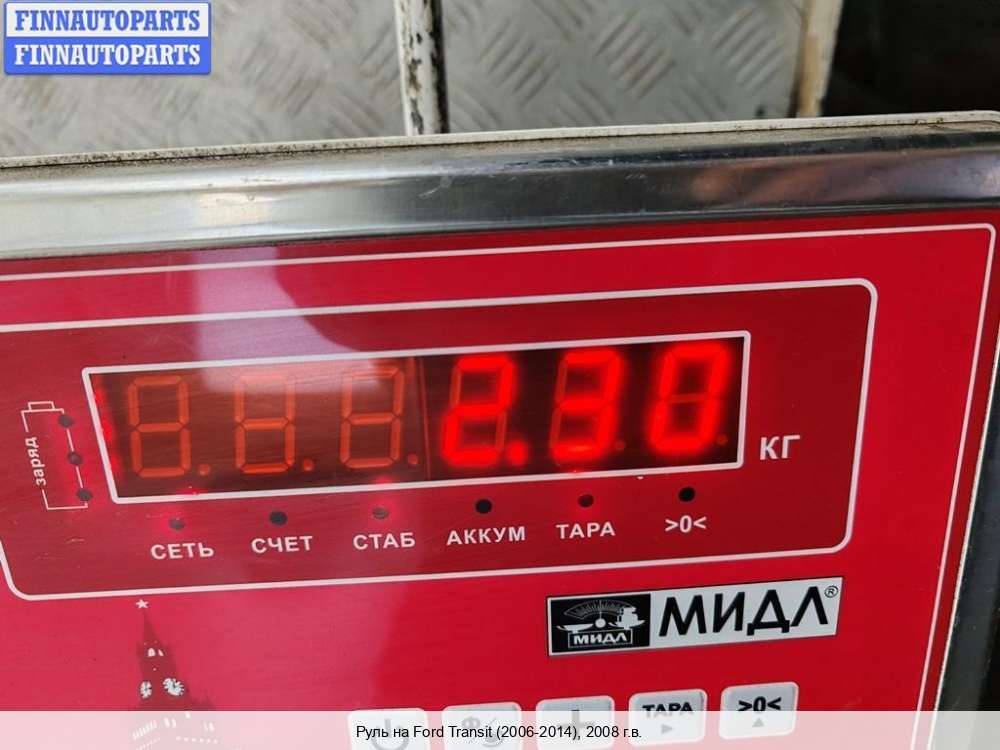 FINNAUTOPARTS
FINNAUTOPARTS
2.30
КГ
заряд
СЕТЬ СЧЕТ СТАБ АККУМ ТАРА >0<
МИДЛ МИДЛ®
ТАРА >0<
Руль на Ford Transit (2006-2014), 2008 г.в.